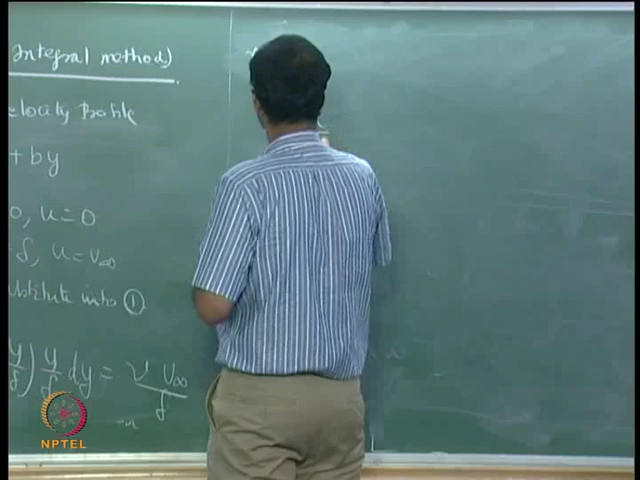 Integral method)
elocity Profile
+ by
0, u = 0
δ, u = V∞
ubstitute into ①
y/δ) y/δ dy = ν V∞/δ
NPTEL